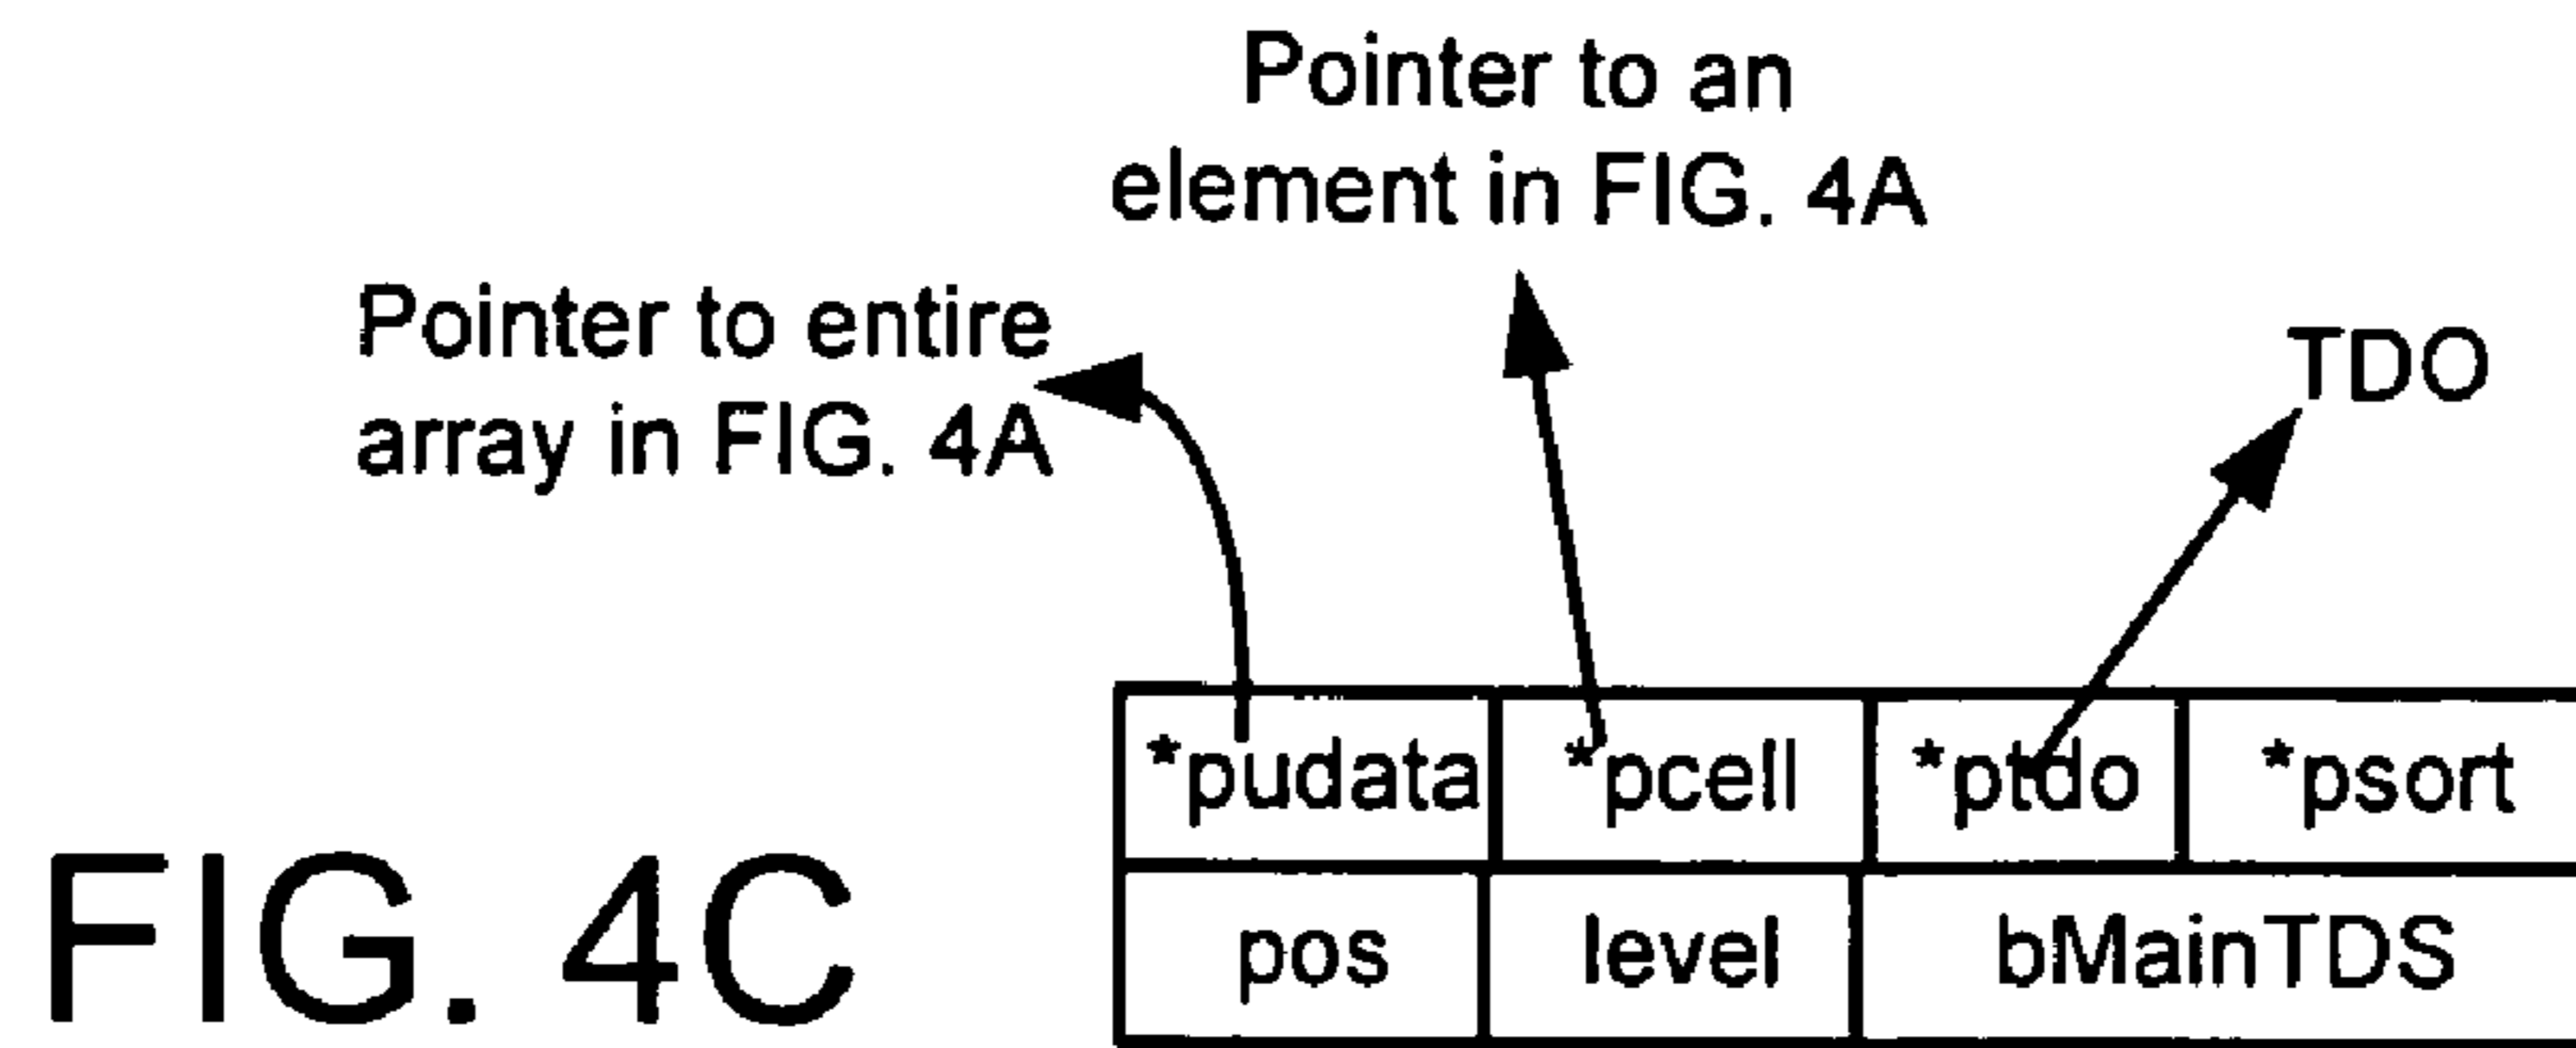 Pointer to an
element in FIG. 4A
Pointer to entire
array in FIG. 4A
TDO
*pudata *pcell *ptdo *psort
pos level bMainTDS
FIG. 4C